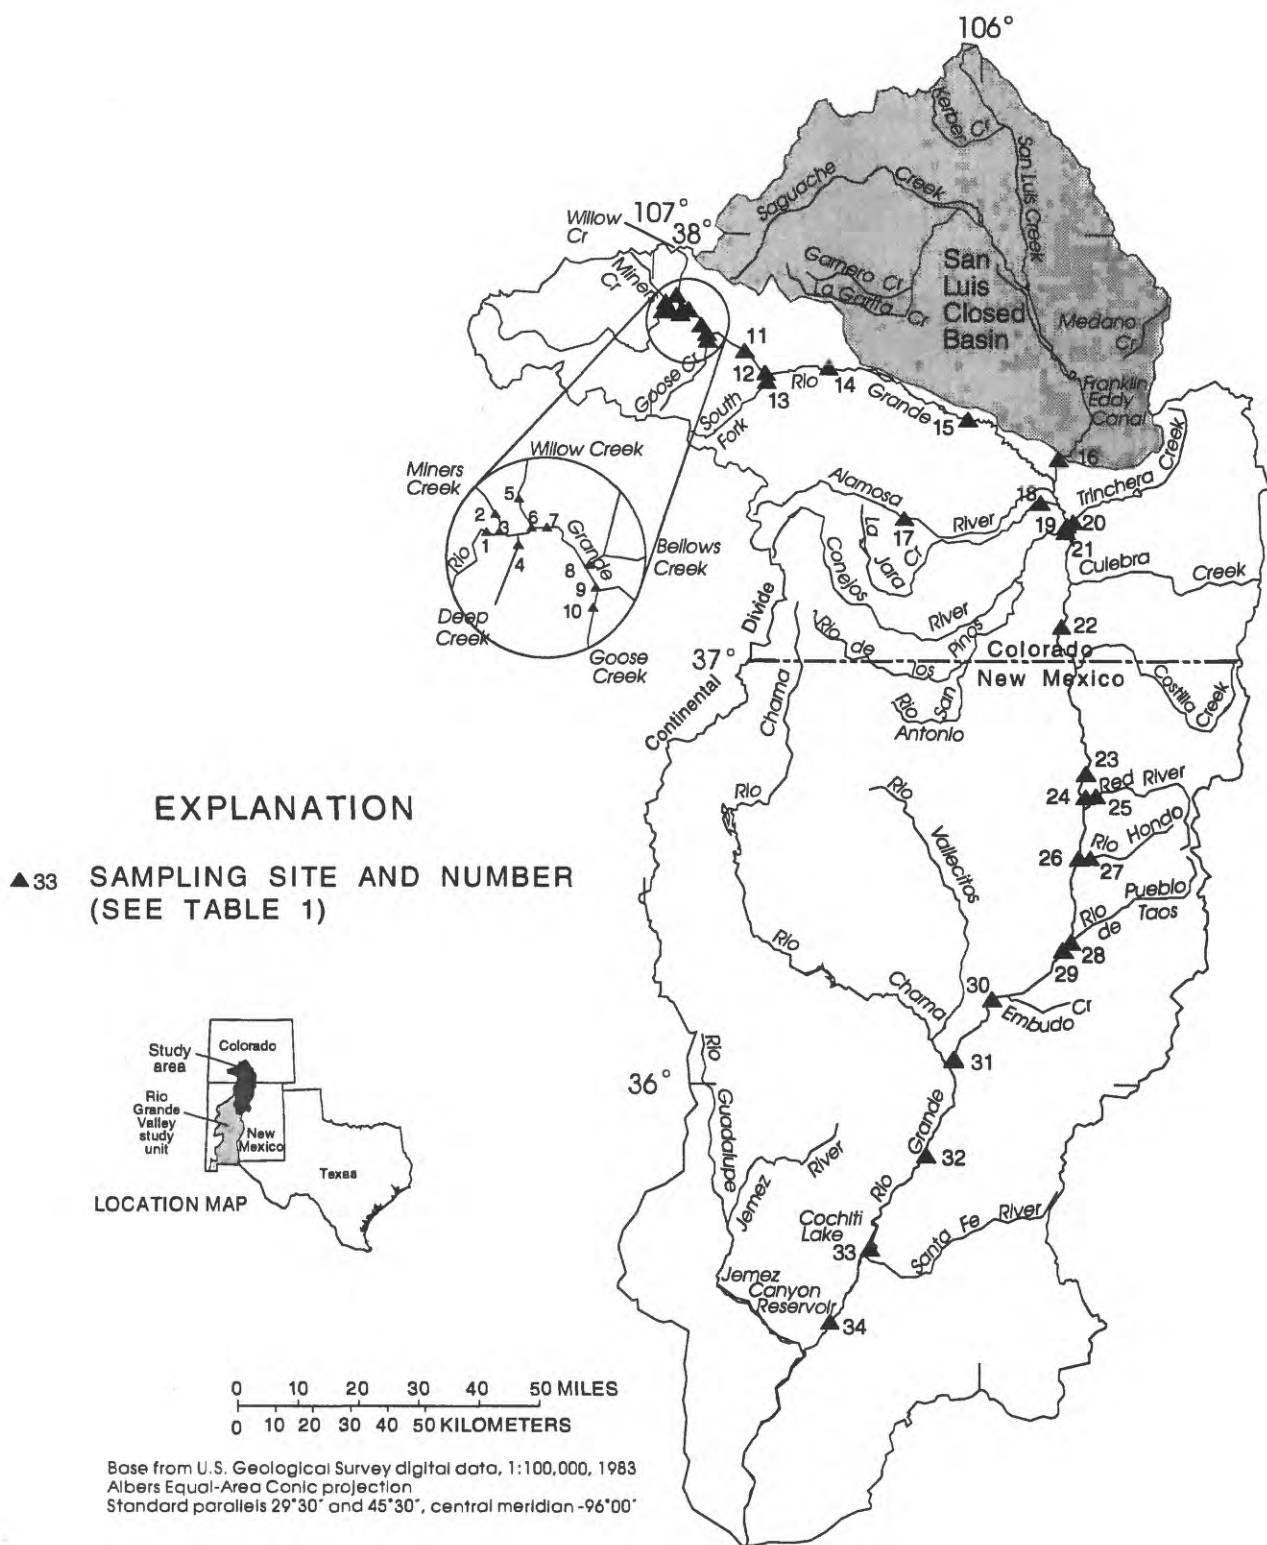 106°
Kerber
Cr
San Luis Creek
Saguache
Creek
107°
38°
Willow
Cr
Miners
Cr
Garnero Cr
La Garita
Cr
San
Luis
Closed
Basin
Medano
Cr
Franklin
Eddy
Canal
Goose Cr
11
12
13
South
Fork
Rio
14
Grande
15
16
Trinchera
Creek
Alamosa
River
17
18
19
20
21
La
Jara
Cr
Conejos
River
Culebra
Creek
Willow Creek
Miners
Creek
5
2
6
7
1
3
4
Rio
Grande
8
9
10
Bellows
Creek
Deep
Creek
Goose
Creek
Continental
Divide
Rio
de
los
Pinos
22
37°
Colorado
New Mexico
Chama
Rio
San
Antonio
Costilla
Creek
23
24
25
Red River
Rio
Rio
Vallecitos
26
27
Rio Hondo
Rio
de
Pueblo
Taos
28
29
Rio
Chama
30
Embudo
Cr
31
36°
Rio
Guadalupe
Grande
Rio
32
Jemez
River
Cochiti
Lake
33
Santa Fe River
Jemez
Canyon
Reservoir
34
EXPLANATION
33 SAMPLING SITE AND NUMBER
(SEE TABLE 1)
Study
area
Colorado
Rio
Grande
Valley
study
unit
New
Mexico
Texas
LOCATION MAP
0 10 20 30 40 50 MILES
0 10 20 30 40 50 KILOMETERS
Base from U.S. Geological Survey digital data, 1:100,000, 1983
Albers Equal-Area Conic projection
Standard parallels 29°30′ and 45°30′, central meridian -96°00′